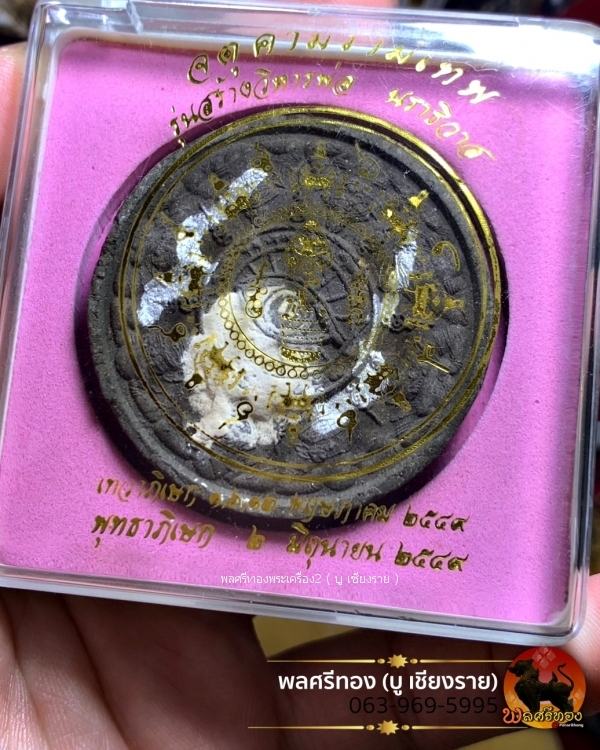 จตุคามรามเทพ
รุ่นสร้างวิหารพ่อ นราธิวาส
เทวาภิเษก พฤษภาคม ๒๕๔๙
พุทธาภิเษก ๒ มิถุนายน ๒๕๔๙
พลศรีทองพระเครื่อง2 ( บู เชียงราย )
พลศรีทอง (บู เชียงราย)
063-969-5995
พลศรีทอง